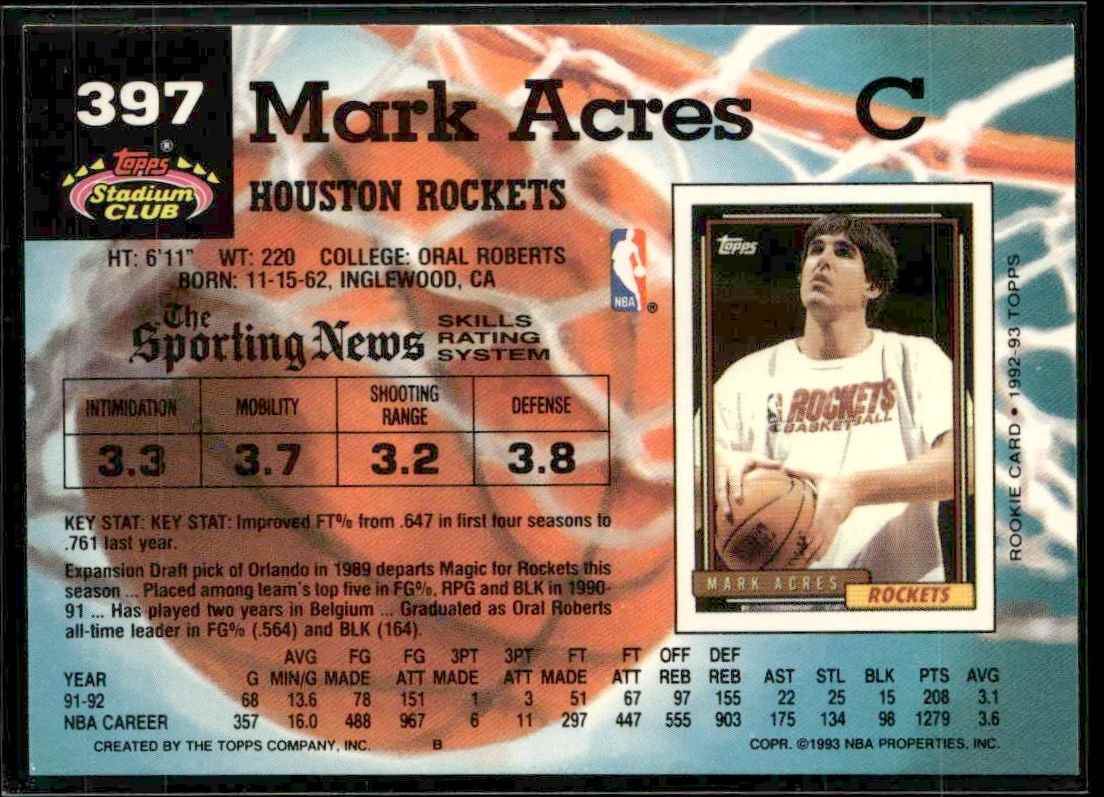 397
Mark Acres C
Topps ®
Stadium
CLUB
HOUSTON ROCKETS
HT: 6'11" WT: 220 COLLEGE: ORAL ROBERTS
BORN: 11-15-62, INGLEWOOD, CA
NBA ®
The
Sporting News
SKILLS
RATING
SYSTEM
INTIMIDATION MOBILITY SHOOTING RANGE DEFENSE
3.3 3.7 3.2 3.8
KEY STAT: KEY STAT: Improved FT% from .647 in first four seasons to
.761 last year.
Expansion Draft pick of Orlando in 1989 departs Magic for Rockets this
season ... Placed among team's top five in FG%, RPG and BLK in 1990-
91 ... Has played two years in Belgium ... Graduated as Oral Roberts
all-time leader in FG% (.564) and BLK (164).
Topps
ROCKETS
BASKETBALL
MARK ACRES
ROCKETS
ROOKIE CARD • 1992-93 TOPPS
AVG FG FG 3PT 3PT FT FT OFF DEF
YEAR G MIN/G MADE ATT MADE ATT MADE ATT REB REB AST STL BLK PTS AVG
91-92 68 13.6 78 151 1 3 51 67 97 155 22 25 15 208 3.1
NBA CAREER 357 16.0 488 967 6 11 297 447 555 903 175 134 98 1279 3.6
CREATED BY THE TOPPS COMPANY, INC. B COPR. ©1993 NBA PROPERTIES, INC.